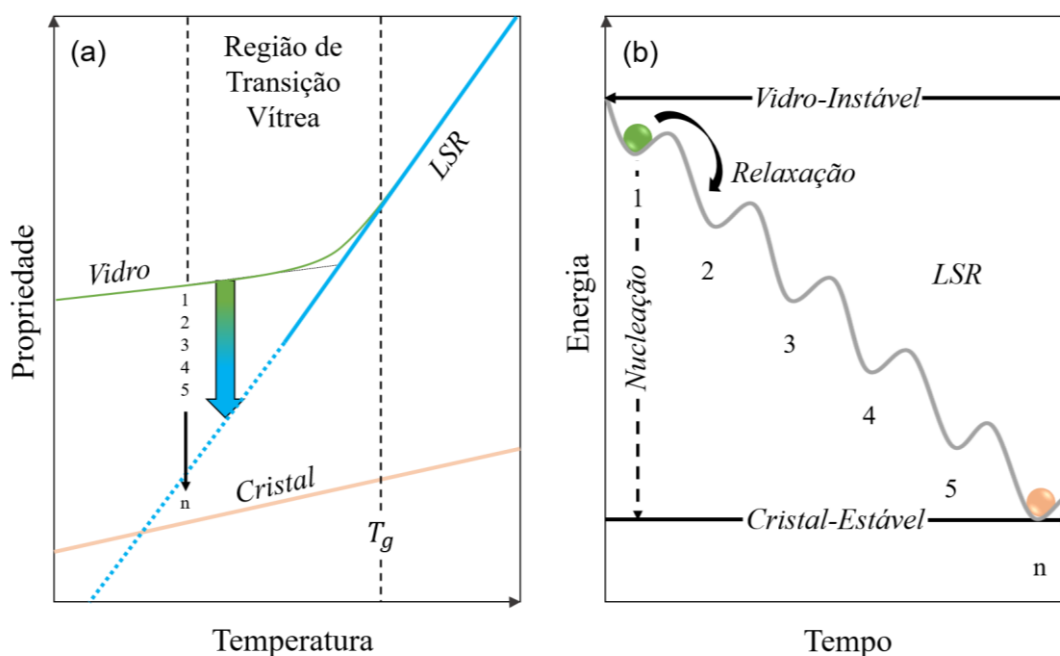 (a)
Região de
Transição
Vítrea
LSR
Vidro
1
2
3
4
5
n
Cristal
T_g
Propriedade
Temperatura
(b)
Vidro-Instável
Relaxação
1
2
3
4
5
n
Nucleação
LSR
Cristal-Estável
Energia
Tempo